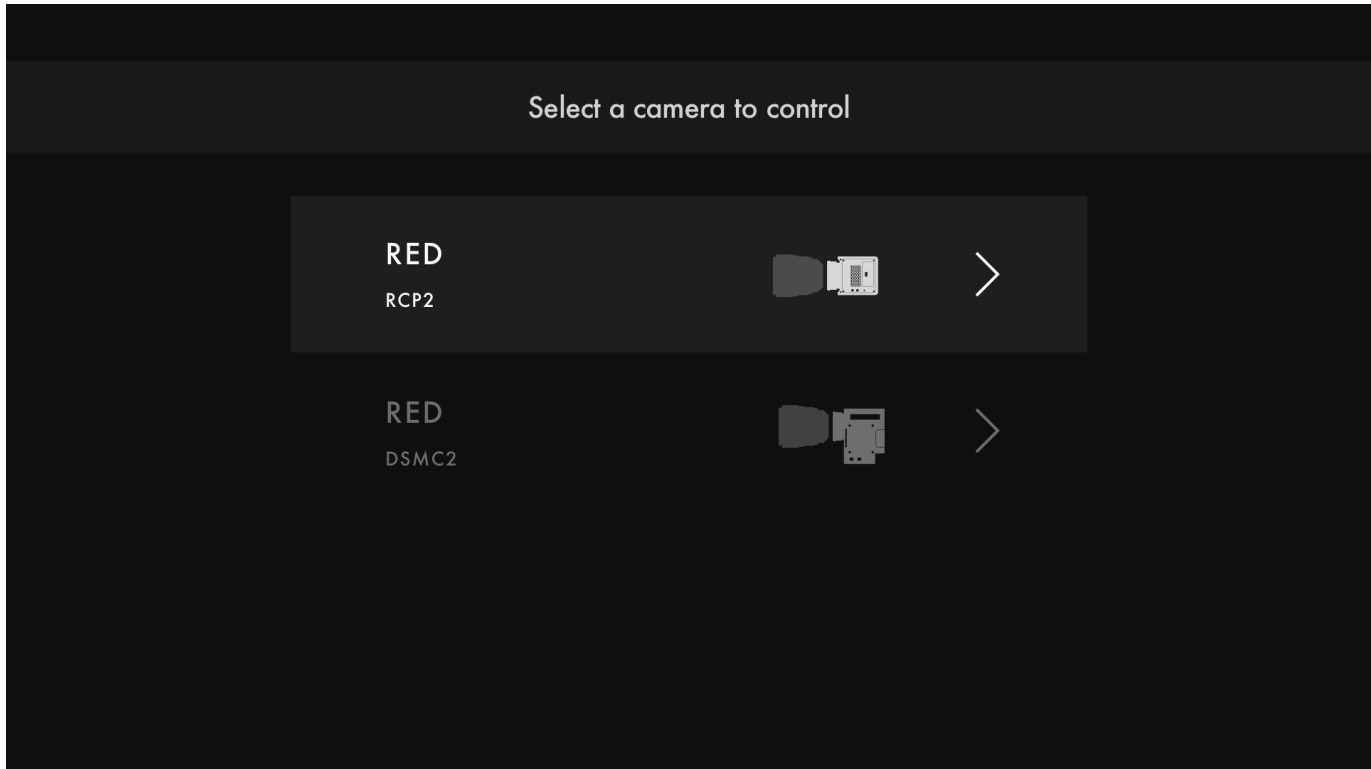 Select a camera to control
RED
RCP2
RED
DSMC2